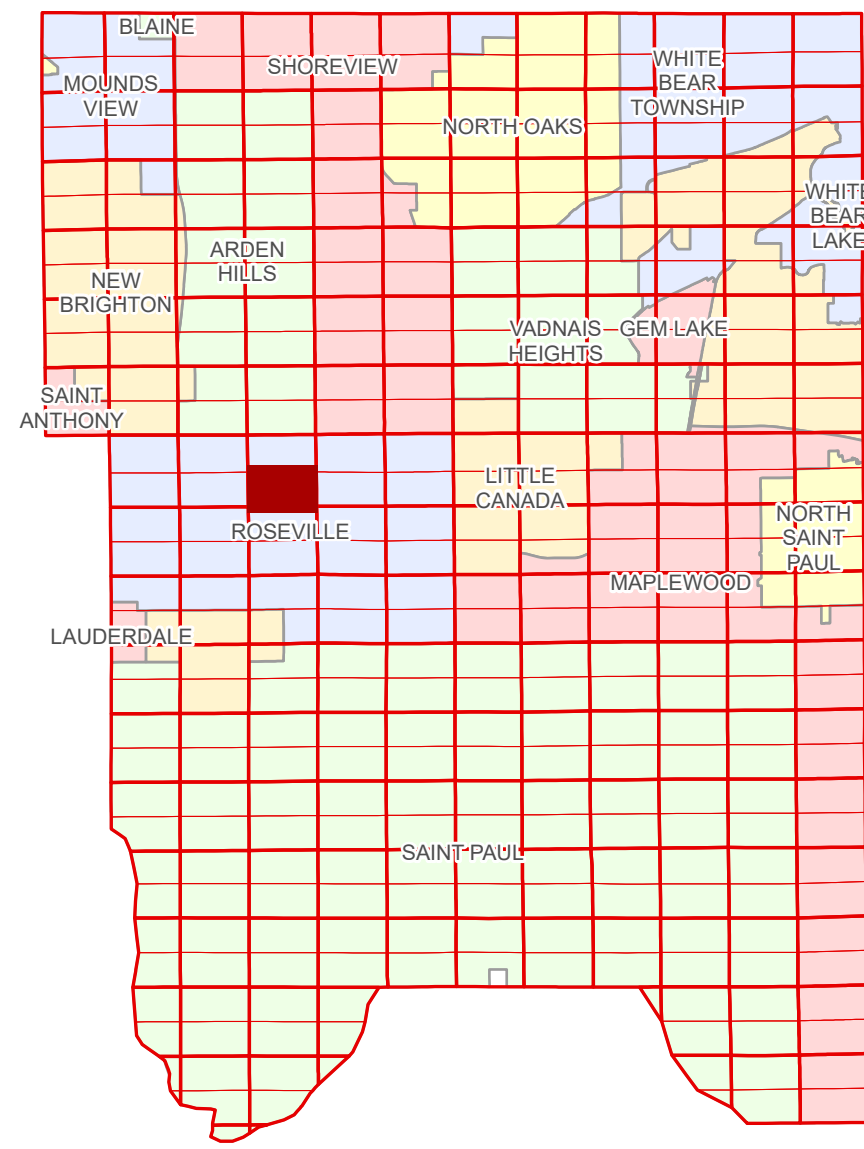 BLAINE
SHOREVIEW
MOUNDS
VIEW
WHITE
BEAR
TOWNSHIP
NORTH OAKS
WHITE
BEAR
LAKE
ARDEN
HILLS
NEW
BRIGHTON
VADNAIS
HEIGHTS
GEM LAKE
SAINT
ANTHONY
LITTLE
CANADA
NORTH
SAINT
PAUL
ROSEVILLE
MAPLEWOOD
LAUDERDALE
SAINT PAUL